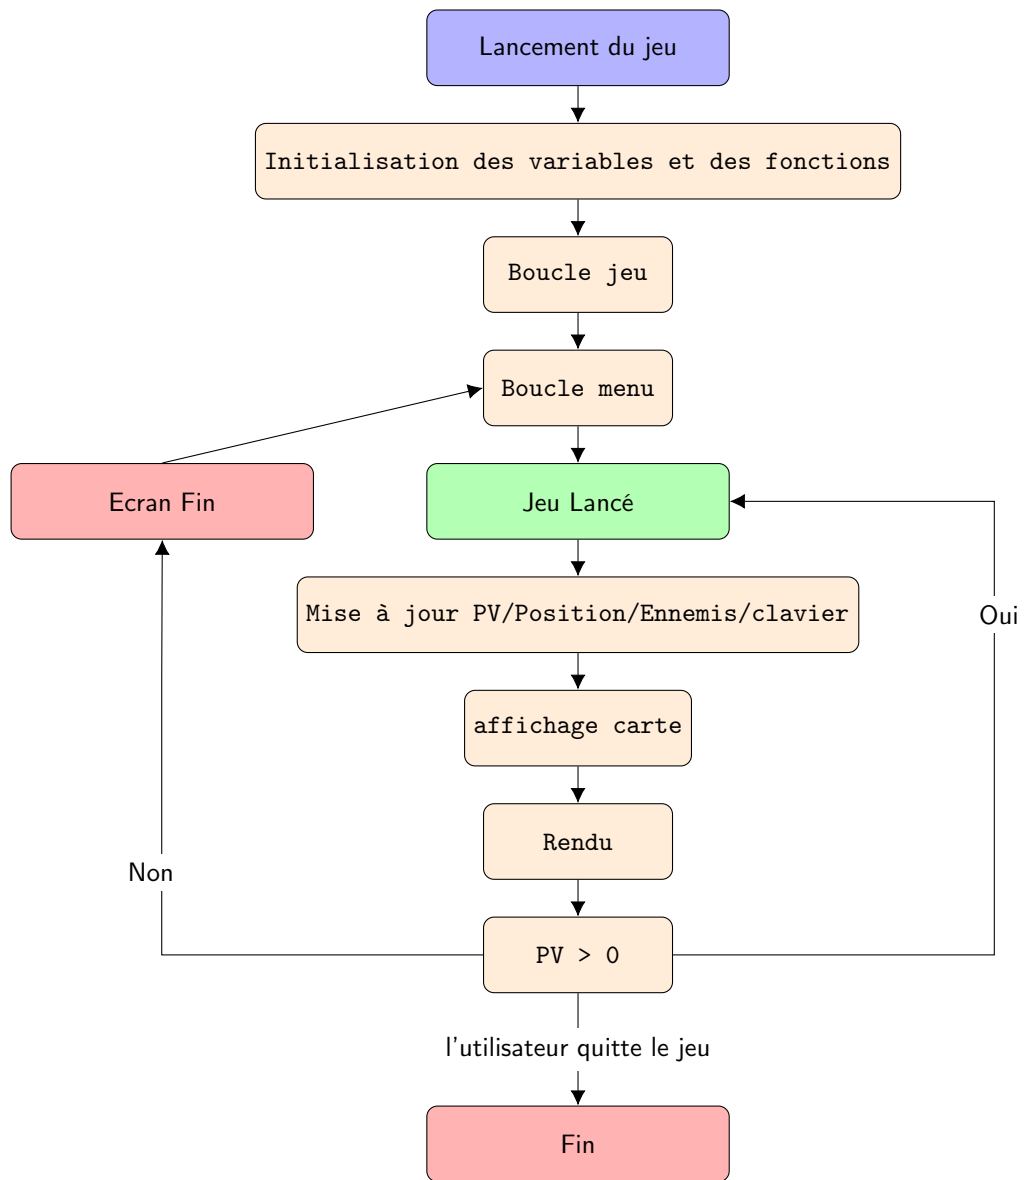 Lancement du jeu
Initialisation des variables et des fonctions
Boucle jeu
Boucle menu
Ecran Fin
Jeu Lancé
Mise à jour PV/Position/Ennemis/clavier
Oui
affichage carte
Rendu
Non
PV > 0
l'utilisateur quitte le jeu
Fin